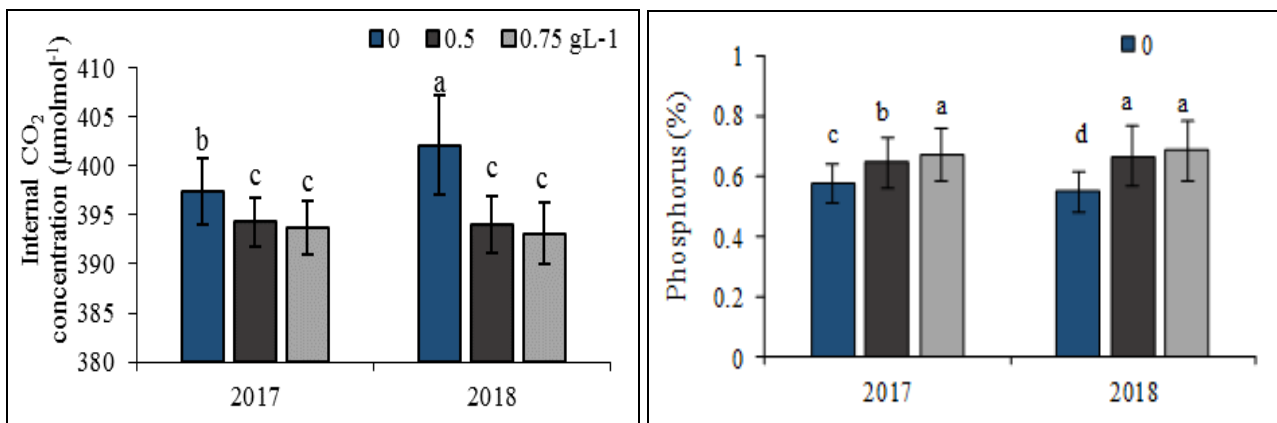 0 0.5 0.75 gL-1
Internal CO2
concentration (µmolmol-1)
410
405
400
395
390
385
380
b
c
c
a
c
c
2017 2018
0
Phosphorus (%)
1
0.8
0.6
0.4
0.2
0
c
b
a
d
a
a
2017 2018